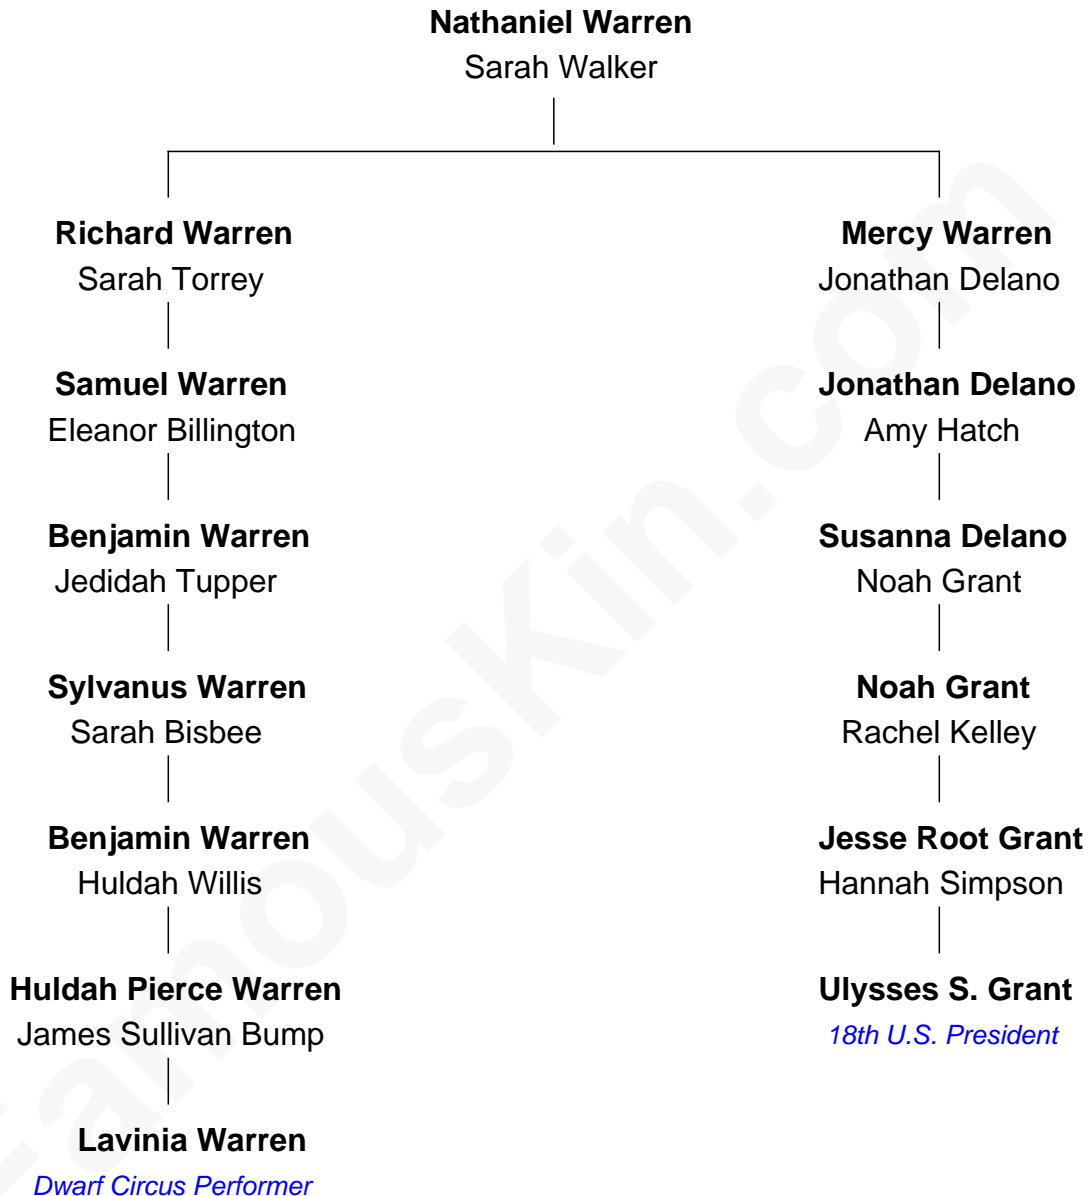 Nathaniel Warren
Sarah Walker
Richard Warren
Sarah Torrey
Mercy Warren
Jonathan Delano
Samuel Warren
Eleanor Billington
Jonathan Delano
Amy Hatch
Benjamin Warren
Jedidah Tupper
Susanna Delano
Noah Grant
Sylvanus Warren
Sarah Bisbee
Noah Grant
Rachel Kelley
Benjamin Warren
Huldah Willis
Jesse Root Grant
Hannah Simpson
Huldah Pierce Warren
James Sullivan Bump
Ulysses S. Grant
18th U.S. President
Lavinia Warren
Dwarf Circus Performer
FamousKin.com